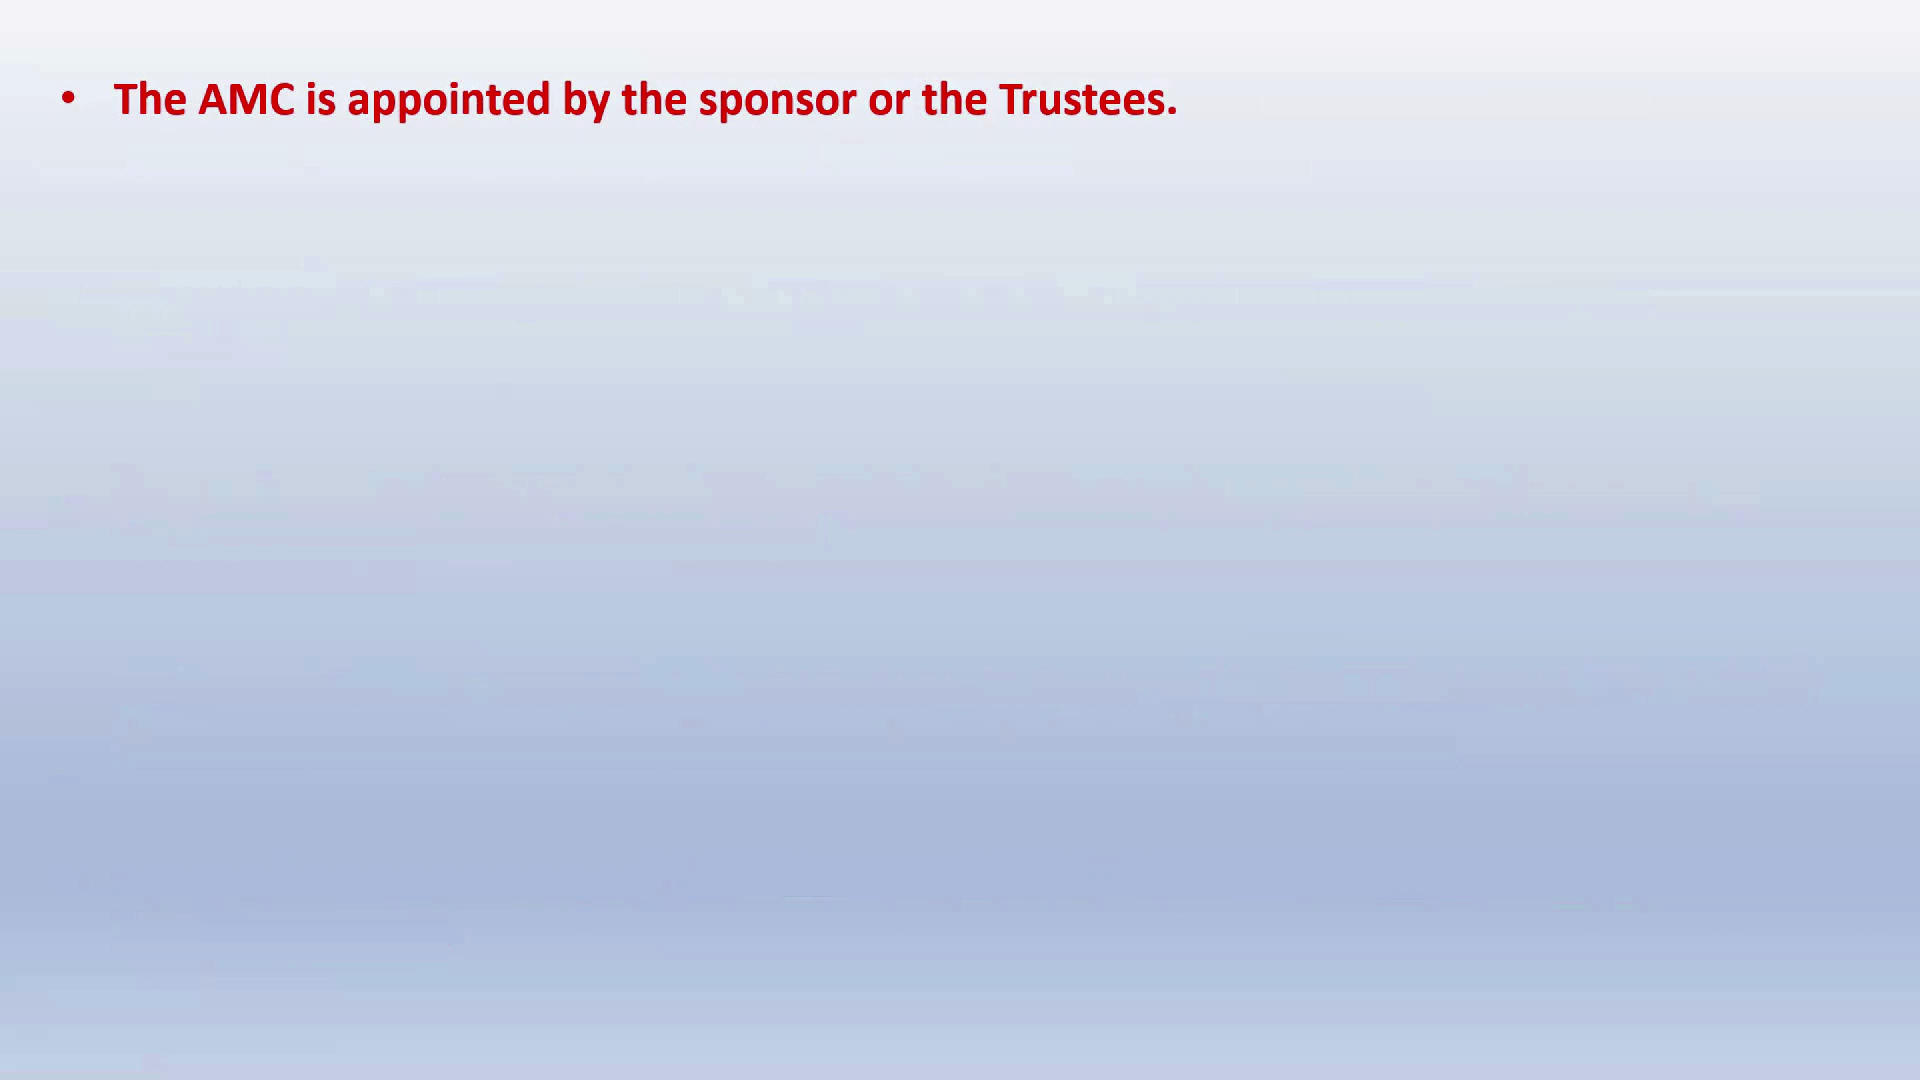 • The AMC is appointed by the sponsor or the Trustees.